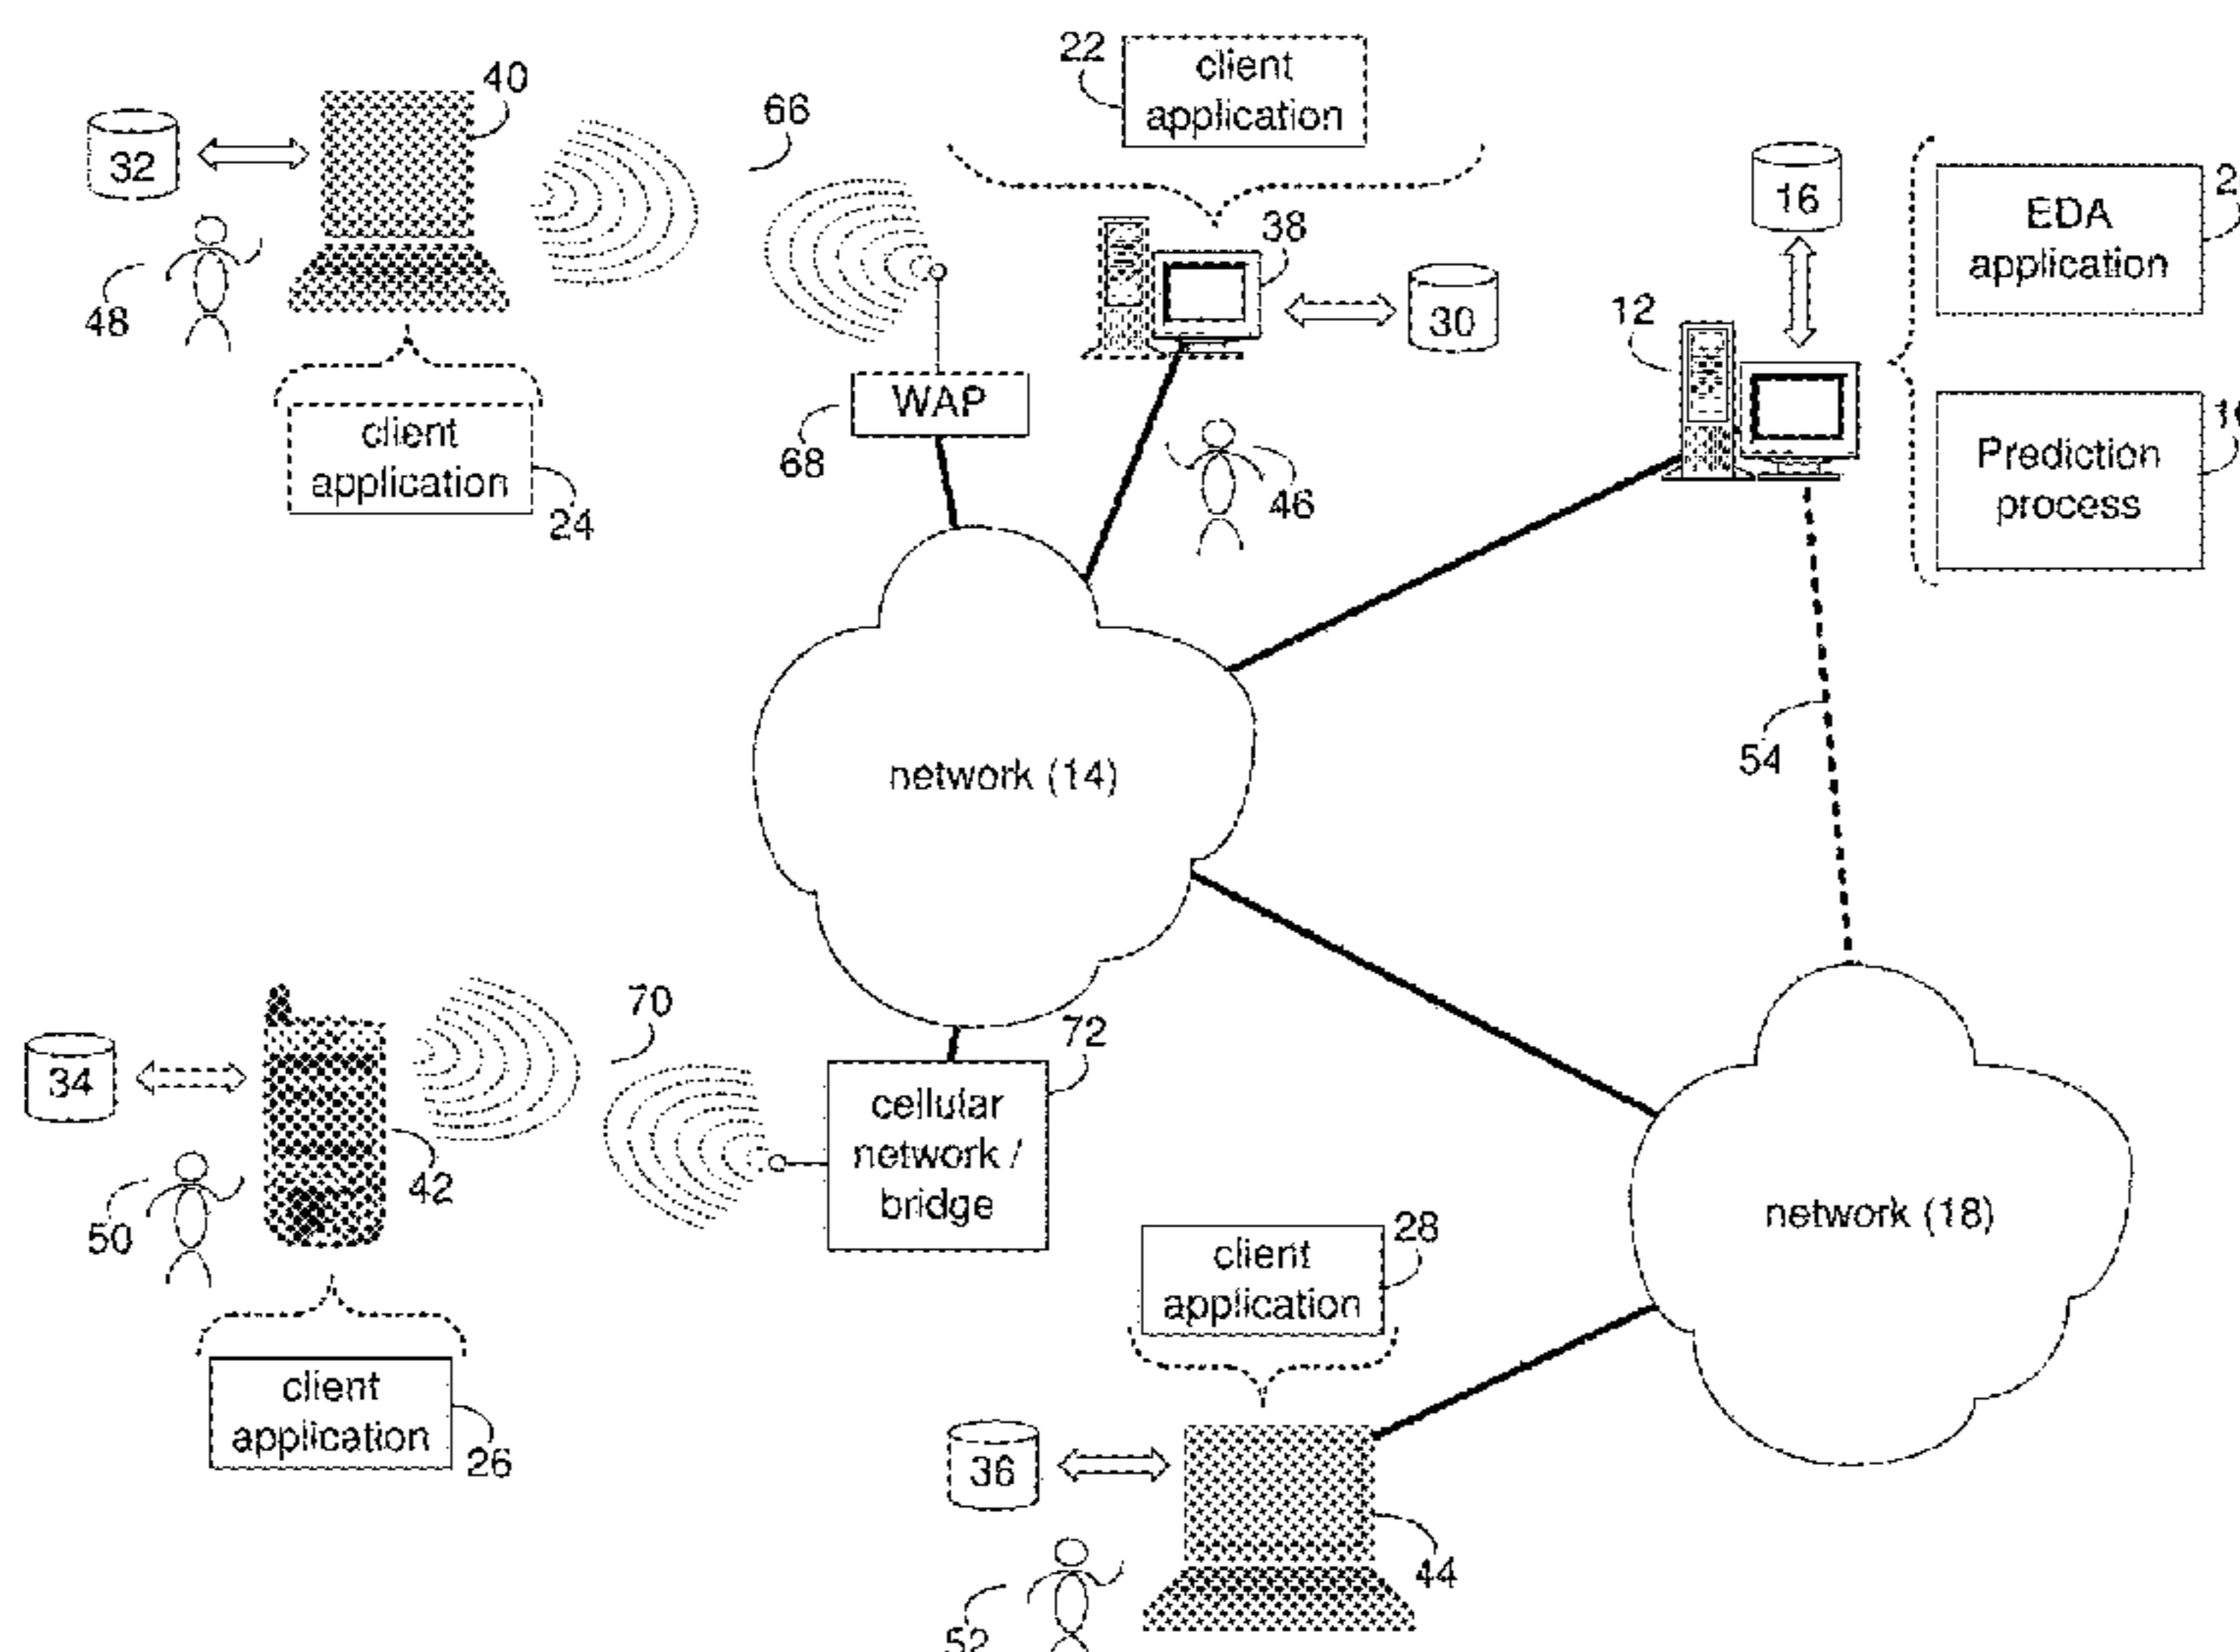 40
32
48
client
application
24
66
WAP
68
22
client
application
38
30
46
16
12
EDA
application
Prediction
process
54
network (14)
network (18)
34
50
42
70
72
cellular
network /
bridge
client
application
26
client
application
28
36
44
52